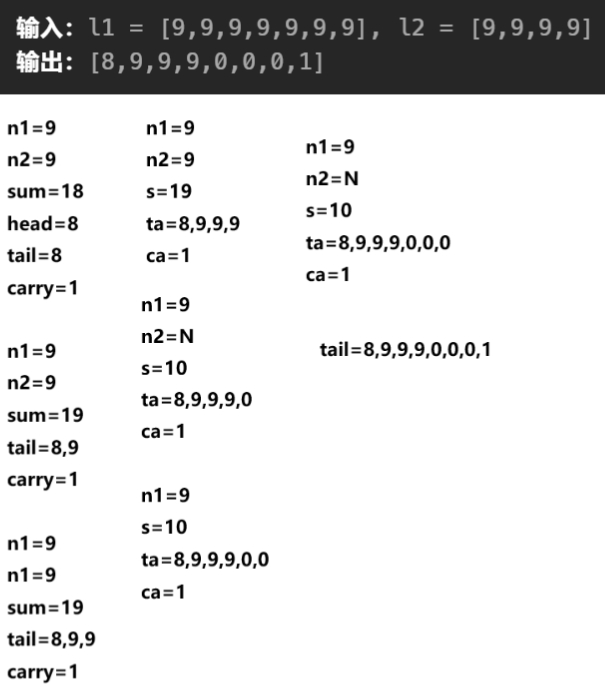 输入: l1 = [9,9,9,9,9,9,9], l2 = [9,9,9,9]
输出: [8,9,9,9,0,0,0,1]
n1=9
n2=9
sum=18
head=8
tail=8
carry=1
n1=9
n2=9
sum=19
tail=8,9
carry=1
n1=9
n1=9
sum=19
tail=8,9,9
carry=1
n1=9
n2=9
s=19
ta=8,9,9,9
ca=1
n1=9
n2=N
s=10
ta=8,9,9,9,0
ca=1
n1=9
s=10
ta=8,9,9,9,0,0
ca=1
n1=9
n2=N
s=10
ta=8,9,9,9,0,0,0
ca=1
tail=8,9,9,9,0,0,0,1